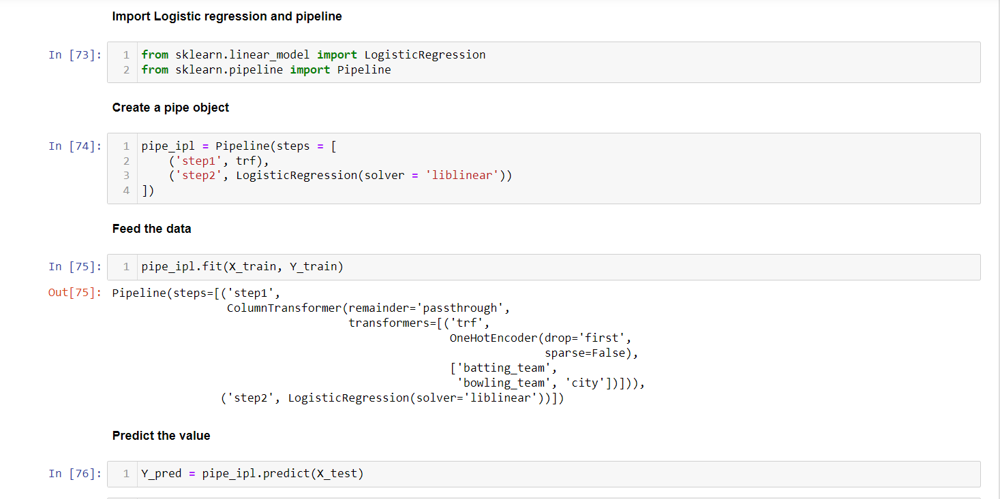 Import Logistic regression and pipeline
In [73]:
1 from sklearn.linear_model import LogisticRegression
2 from sklearn.pipeline import Pipeline
Create a pipe object
In [74]:
1 pipe_ipl = Pipeline(steps = [
2     ('step1', trf),
3     ('step2', LogisticRegression(solver = 'liblinear'))
4 ])
Feed the data
In [75]:
1 pipe_ipl.fit(X_train, Y_train)
Out[75]:
Pipeline(steps=[('step1',
                 ColumnTransformer(remainder='passthrough',
                                   transformers=[('trf',
                                                  OneHotEncoder(drop='first',
                                                                sparse=False),
                                                  ['batting_team',
                                                   'bowling_team', 'city'])])),
                ('step2', LogisticRegression(solver='liblinear'))])
Predict the value
In [76]:
1 Y_pred = pipe_ipl.predict(X_test)